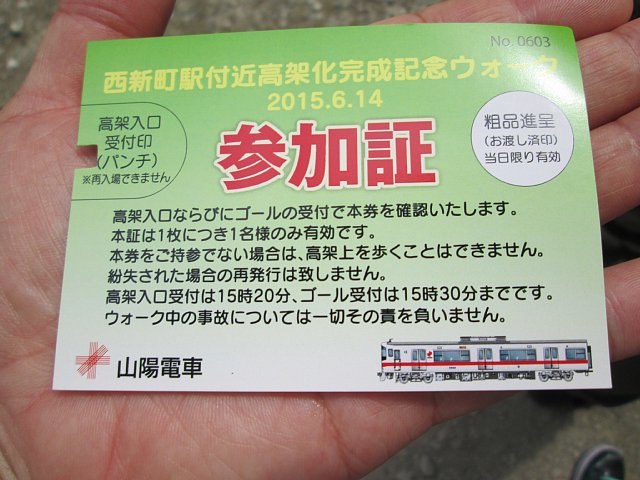 No. 0603
西新町駅付近高架化完成記念ウォーク
2015.6.14
高架入口
受付印
(パンチ)
※再入場できません
参加証
粗品進呈
(お渡し済印)
当日限り有効
高架入口ならびにゴールの受付で本券を確認いたします。
本証は1枚につき1名様のみ有効です。
本券をご持参でない場合は、高架上を歩くことはできません。
紛失された場合の再発行は致しません。
高架入口受付は15時20分、ゴール受付は15時30分までです。
ウォーク中の事故については一切その責を負いません。
山陽電車